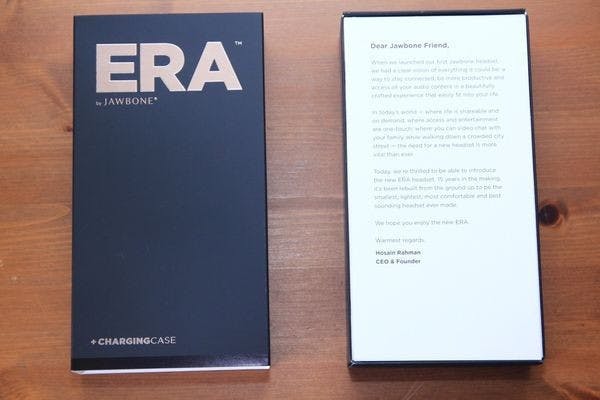 ERA™
by JAWBONE®
+CHARGINGCASE
Dear Jawbone Friend,
When we launched our first Jawbone headset,
we had a clear vision of everything it could be: a
way to stay connected, be more productive and
access all your audio content in a beautifully
crafted experience that easily fit into your life.
In today's world — where life is shareable and
on demand, where access and entertainment
are one-touch; where you can video chat with
your family while walking down a crowded city
street — the need for a new headset is more
vital than ever.
Today, we're thrilled to be able to introduce
the new ERA headset. 15 years in the making,
it's been rebuilt from the ground up to be the
smallest, lightest, most comfortable and best
sounding headset ever made.
We hope you enjoy the new ERA.
Warmest regards,
Hosain Rahman
CEO & Founder